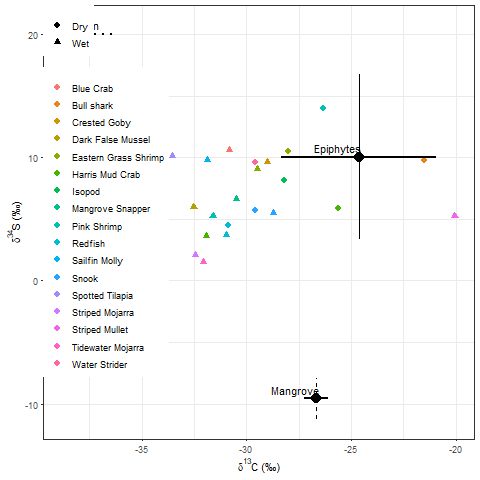 20
10
0
-10
δ34S (‰)
Dry n
Wet
Blue Crab
Bull shark
Crested Goby
Dark False Mussel
Eastern Grass Shrimp
Harris Mud Crab
Isopod
Mangrove Snapper
Pink Shrimp
Redfish
Sailfin Molly
Snook
Spotted Tilapia
Striped Mojarra
Striped Mullet
Tidewater Mojarra
Water Strider
Epiphytes
Mangrove
-35 -30 -25 -20
δ13C (‰)